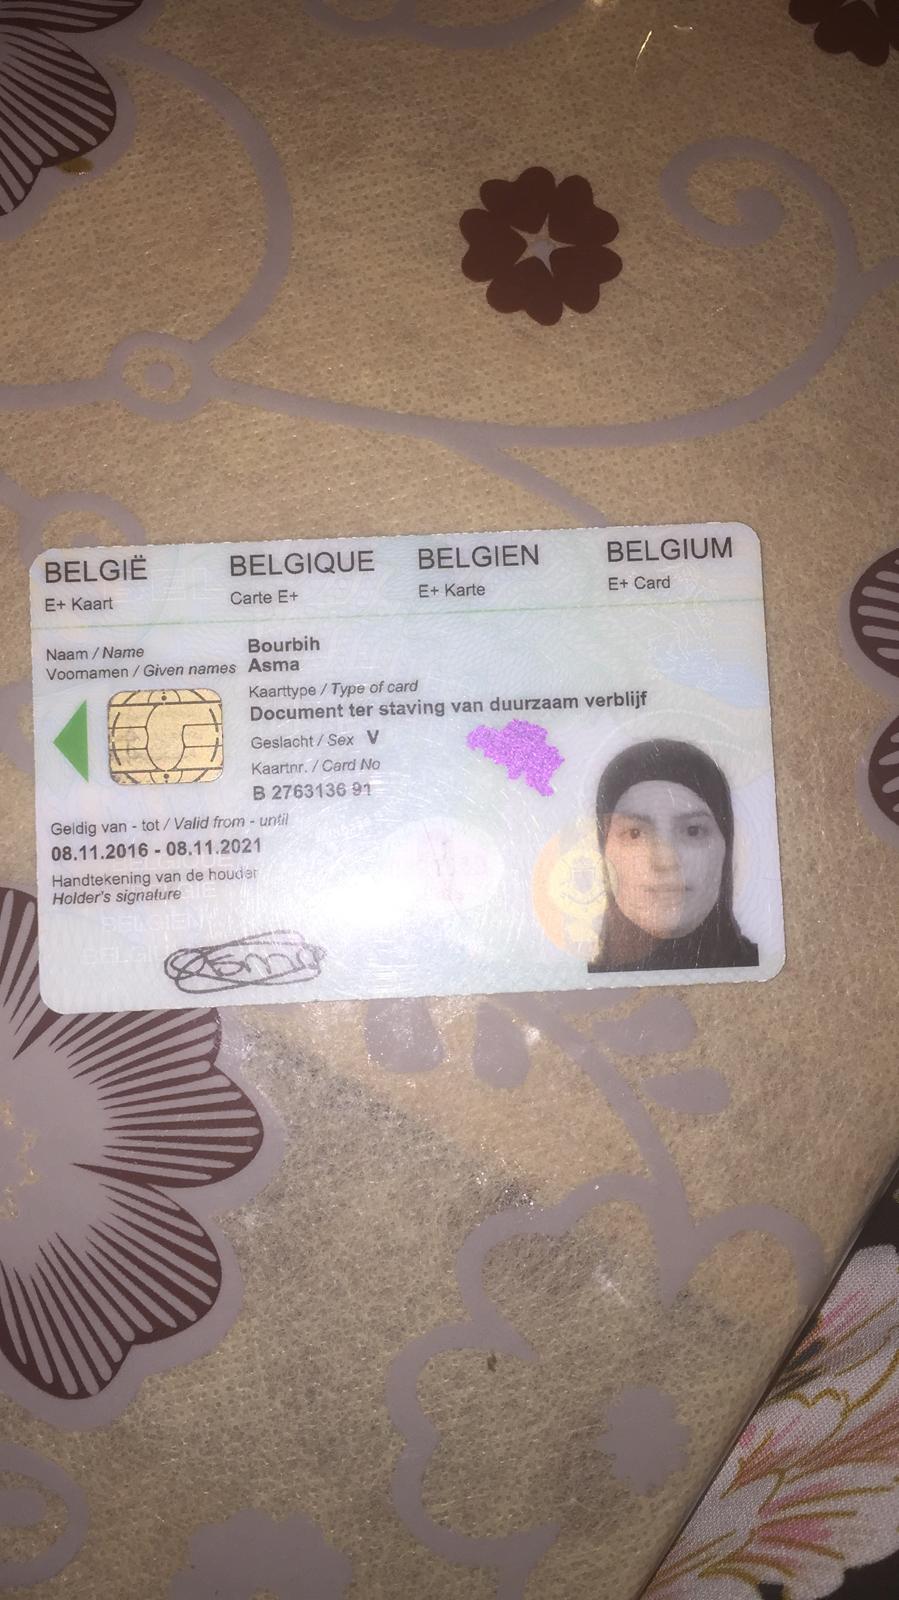 BELGIË BELGIQUE BELGIEN BELGIUM
E+ Kaart Carte E+ E+ Karte E+ Card
Naam / Name Bourbih
Voornamen / Given names Asma
Kaarttype / Type of card
Document ter staving van duurzaam verblijf
Geslacht / Sex V
Kaartnr. / Card No
B 2763136 91
Geldig van - tot / Valid from - until
08.11.2016 - 08.11.2021
Handtekening van de houder
Holder's signature
BELGIEN
Asma